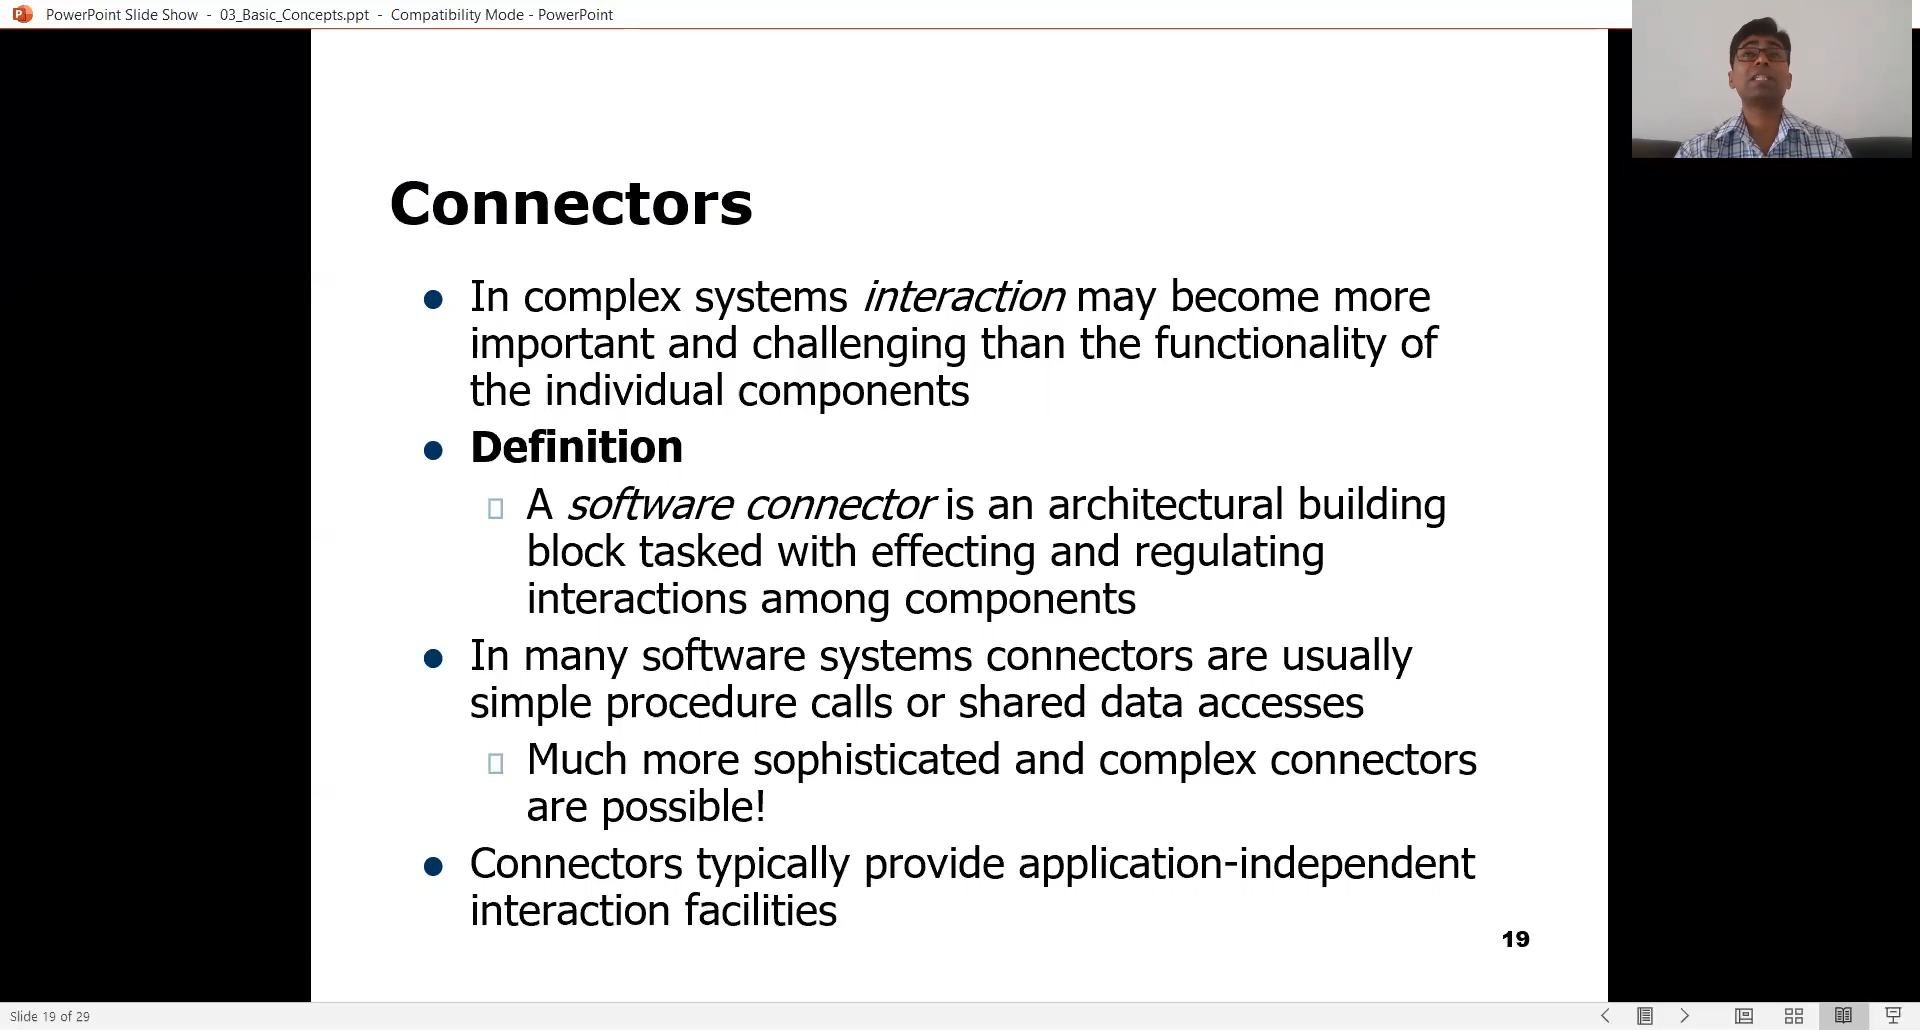 PowerPoint Slide Show - 03_Basic_Concepts.ppt - Compatibility Mode - PowerPoint
Connectors
In complex systems interaction may become more
important and challenging than the functionality of
the individual components
Definition
A software connector is an architectural building
block tasked with effecting and regulating
interactions among components
In many software systems connectors are usually
simple procedure calls or shared data accesses
Much more sophisticated and complex connectors
are possible!
Connectors typically provide application-independent
interaction facilities
19
Slide 19 of 29